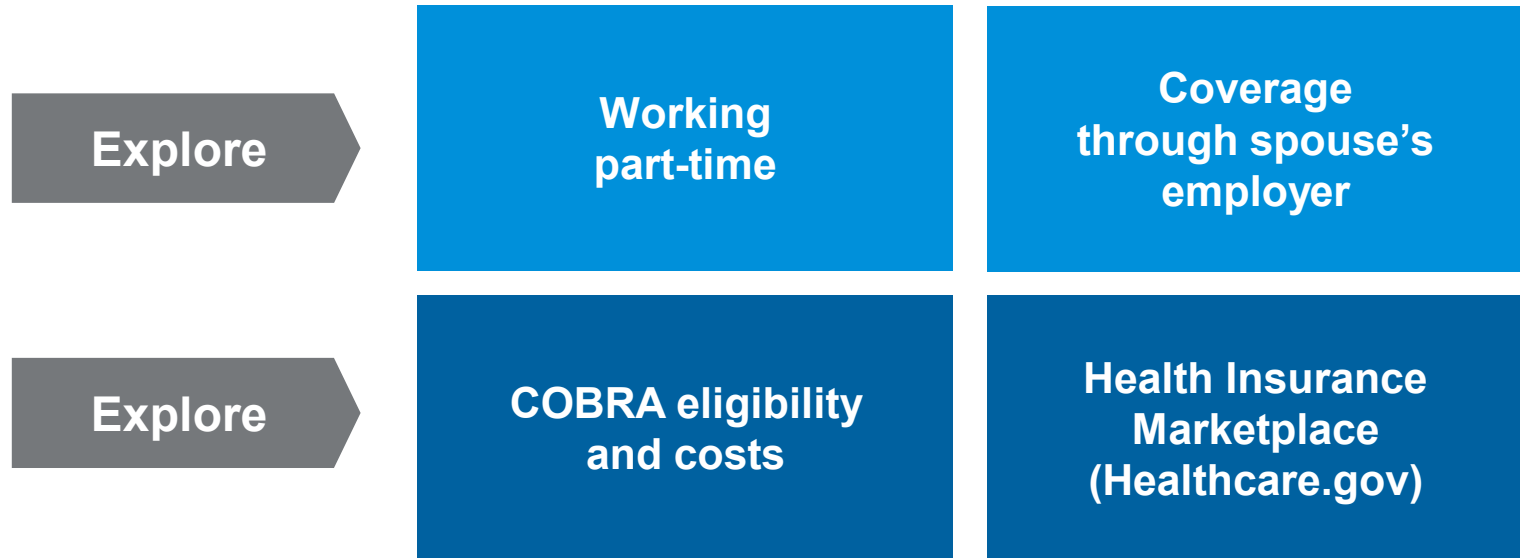 Explore
Working
part-time
Coverage
through spouse’s
employer
Explore
COBRA eligibility
and costs
Health Insurance
Marketplace
(Healthcare.gov)